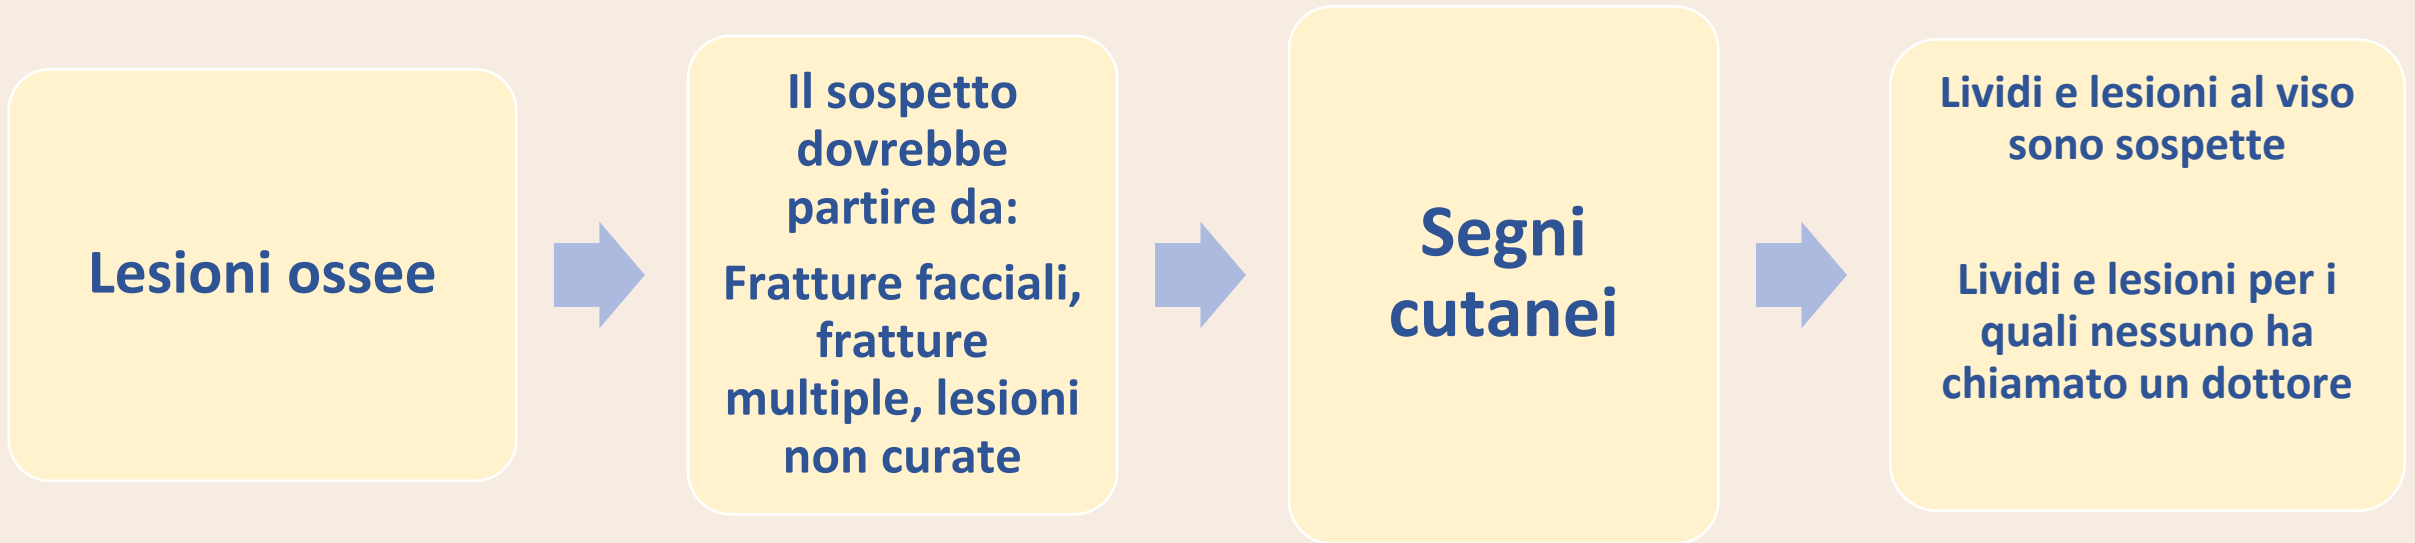 Lesioni ossee
Il sospetto
dovrebbe
partire da:
Fratture facciali,
fratture
multiple, lesioni
non curate
Segni
cutanei
Lividi e lesioni al viso
sono sospette
Lividi e lesioni per i
quali nessuno ha
chiamato un dottore